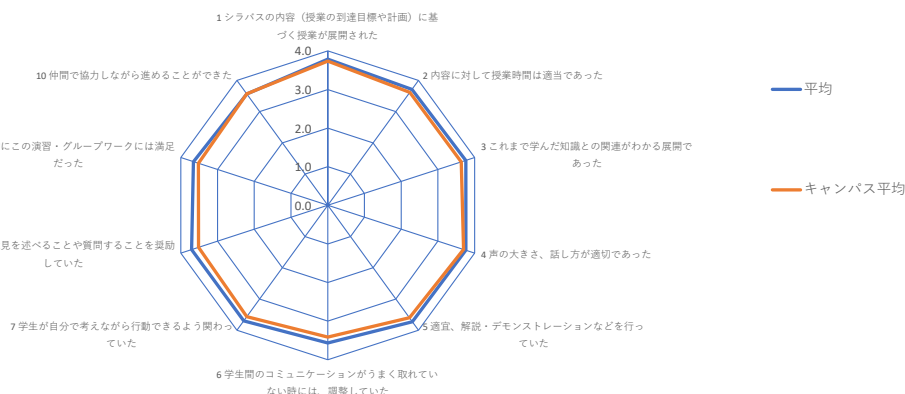 1 シラバスの内容（授業の到達目標や計画）に基
づく授業が展開された
4.0
3.0
2.0
1.0
0.0
2 内容に対して授業時間は適当であった
3 これまで学んだ知識との関連がわかる展開で
あった
4 声の大きさ、話し方が適切であった
5 適宜、解説・デモンストレーションなどを行っ
ていた
6 学生間のコミュニケーションがうまく取れてい
ない時には、調整していた
7 学生が自分で考えながら行動できるよう関わっ
ていた
見を述べることや質問することを奨励
していた
にこの演習・グループワークには満足
だった
10 仲間で協力しながら進めることができた
平均
キャンパス平均